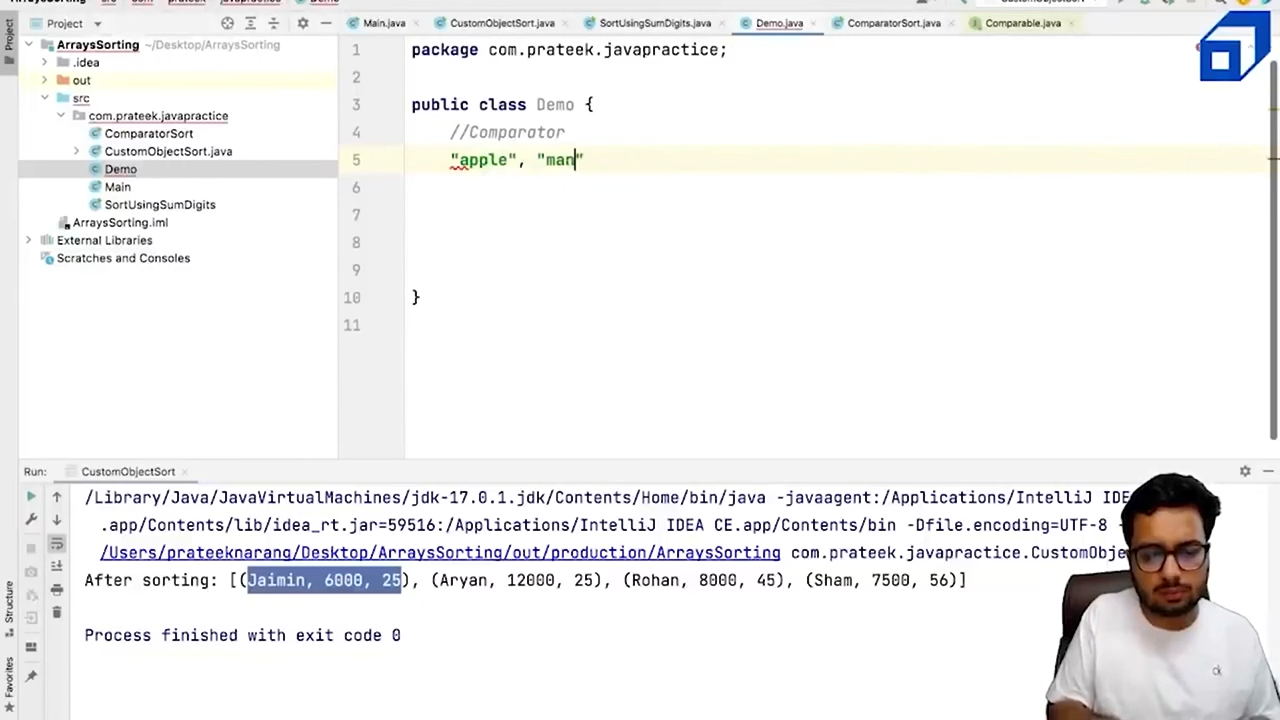 Main.java
CustomObjectSort.java
SortUsingSumDigits.java
Demo.java
ComparatorSort.java
Comparable.java
Project
Project
ArraysSorting ~/Desktop/ArraysSorting
.idea
out
src
com.prateek.javapractice
ComparatorSort
CustomObjectSort.java
Demo
Main
SortUsingSumDigits
ArraysSorting.iml
External Libraries
Scratches and Consoles
1 package com.prateek.javapractice;
2
3 public class Demo {
4 //Comparator
5 "apple", "man"
6
7
8
9
10 }
11
Run: CustomObjectSort
/Library/Java/JavaVirtualMachines/jdk-17.0.1.jdk/Contents/Home/bin/java -javaagent:/Applications/IntelliJ IDE
.app/Contents/lib/idea_rt.jar=59516:/Applications/IntelliJ IDEA CE.app/Contents/bin -Dfile.encoding=UTF-8
/Users/prateeknarang/Desktop/ArraysSorting/out/production/ArraysSorting com.prateek.javapractice.CustomObje
After sorting: [(Jaimin, 6000, 25), (Aryan, 12000, 25), (Rohan, 8000, 45), (Sham, 7500, 56)]
Process finished with exit code 0
Structure
Favorites